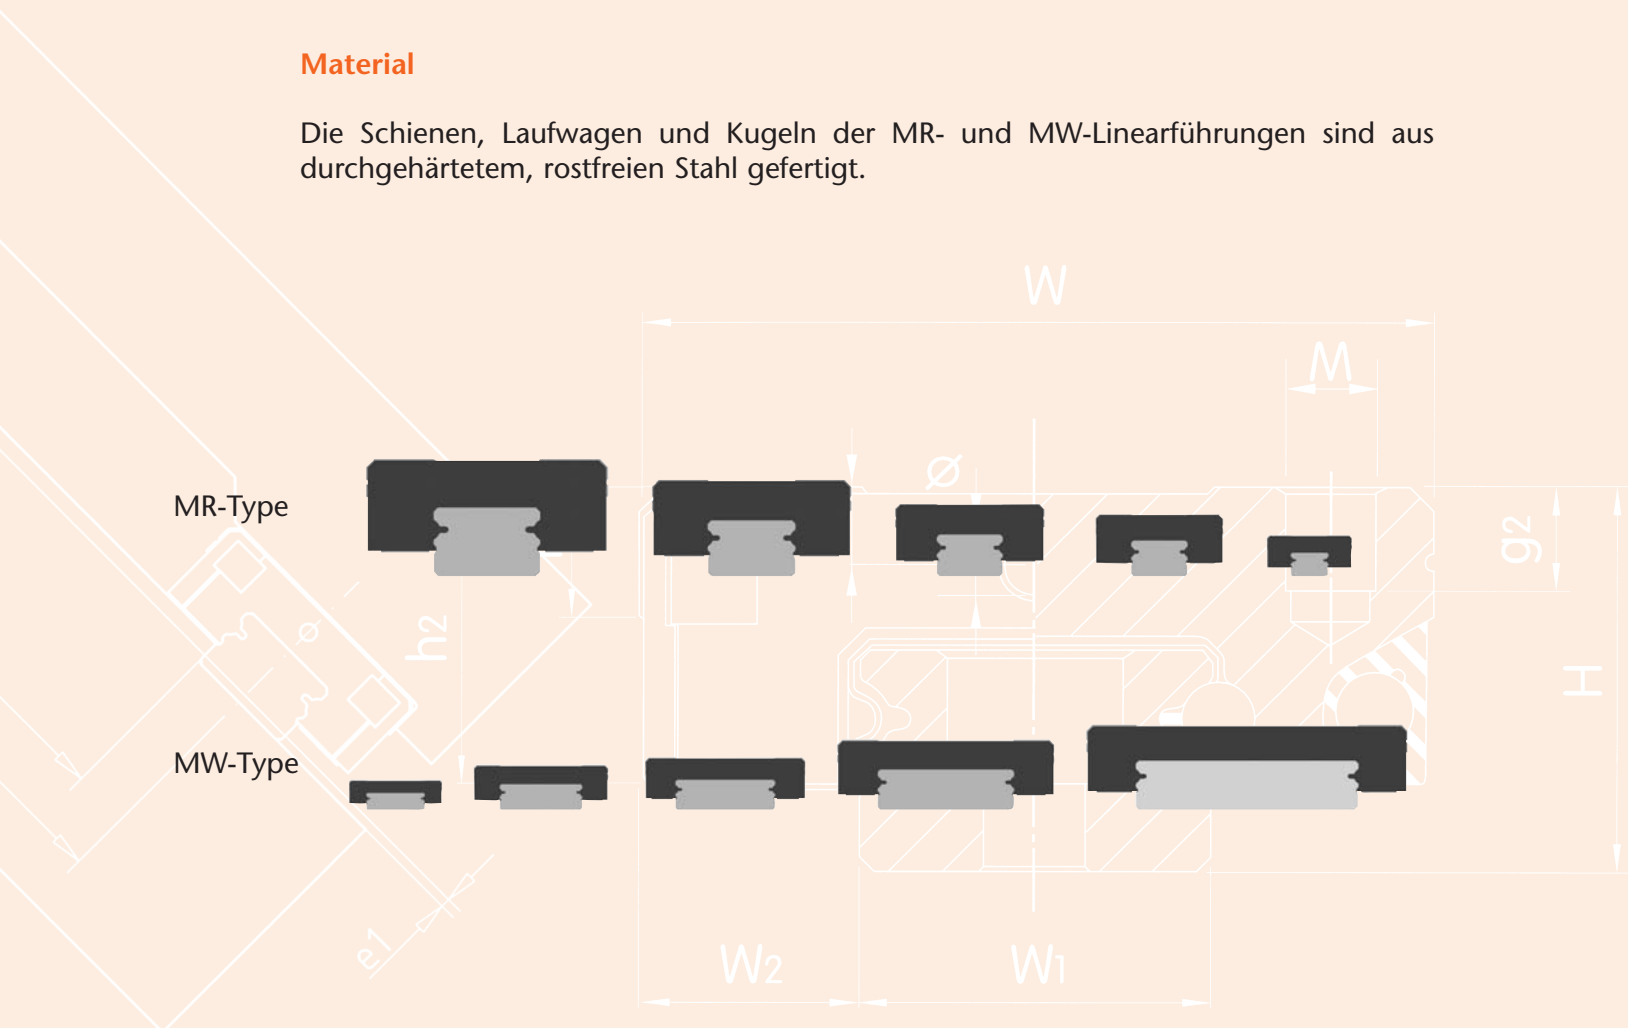 Material
Die Schienen, Laufwagen und Kugeln der MR- und MW-Linearführungen sind aus
durchgehärtetem, rostfreien Stahl gefertigt.
W
M
Ø
MR-Type
g2
Ø
h2
H
MW-Type
e1
W2
W1